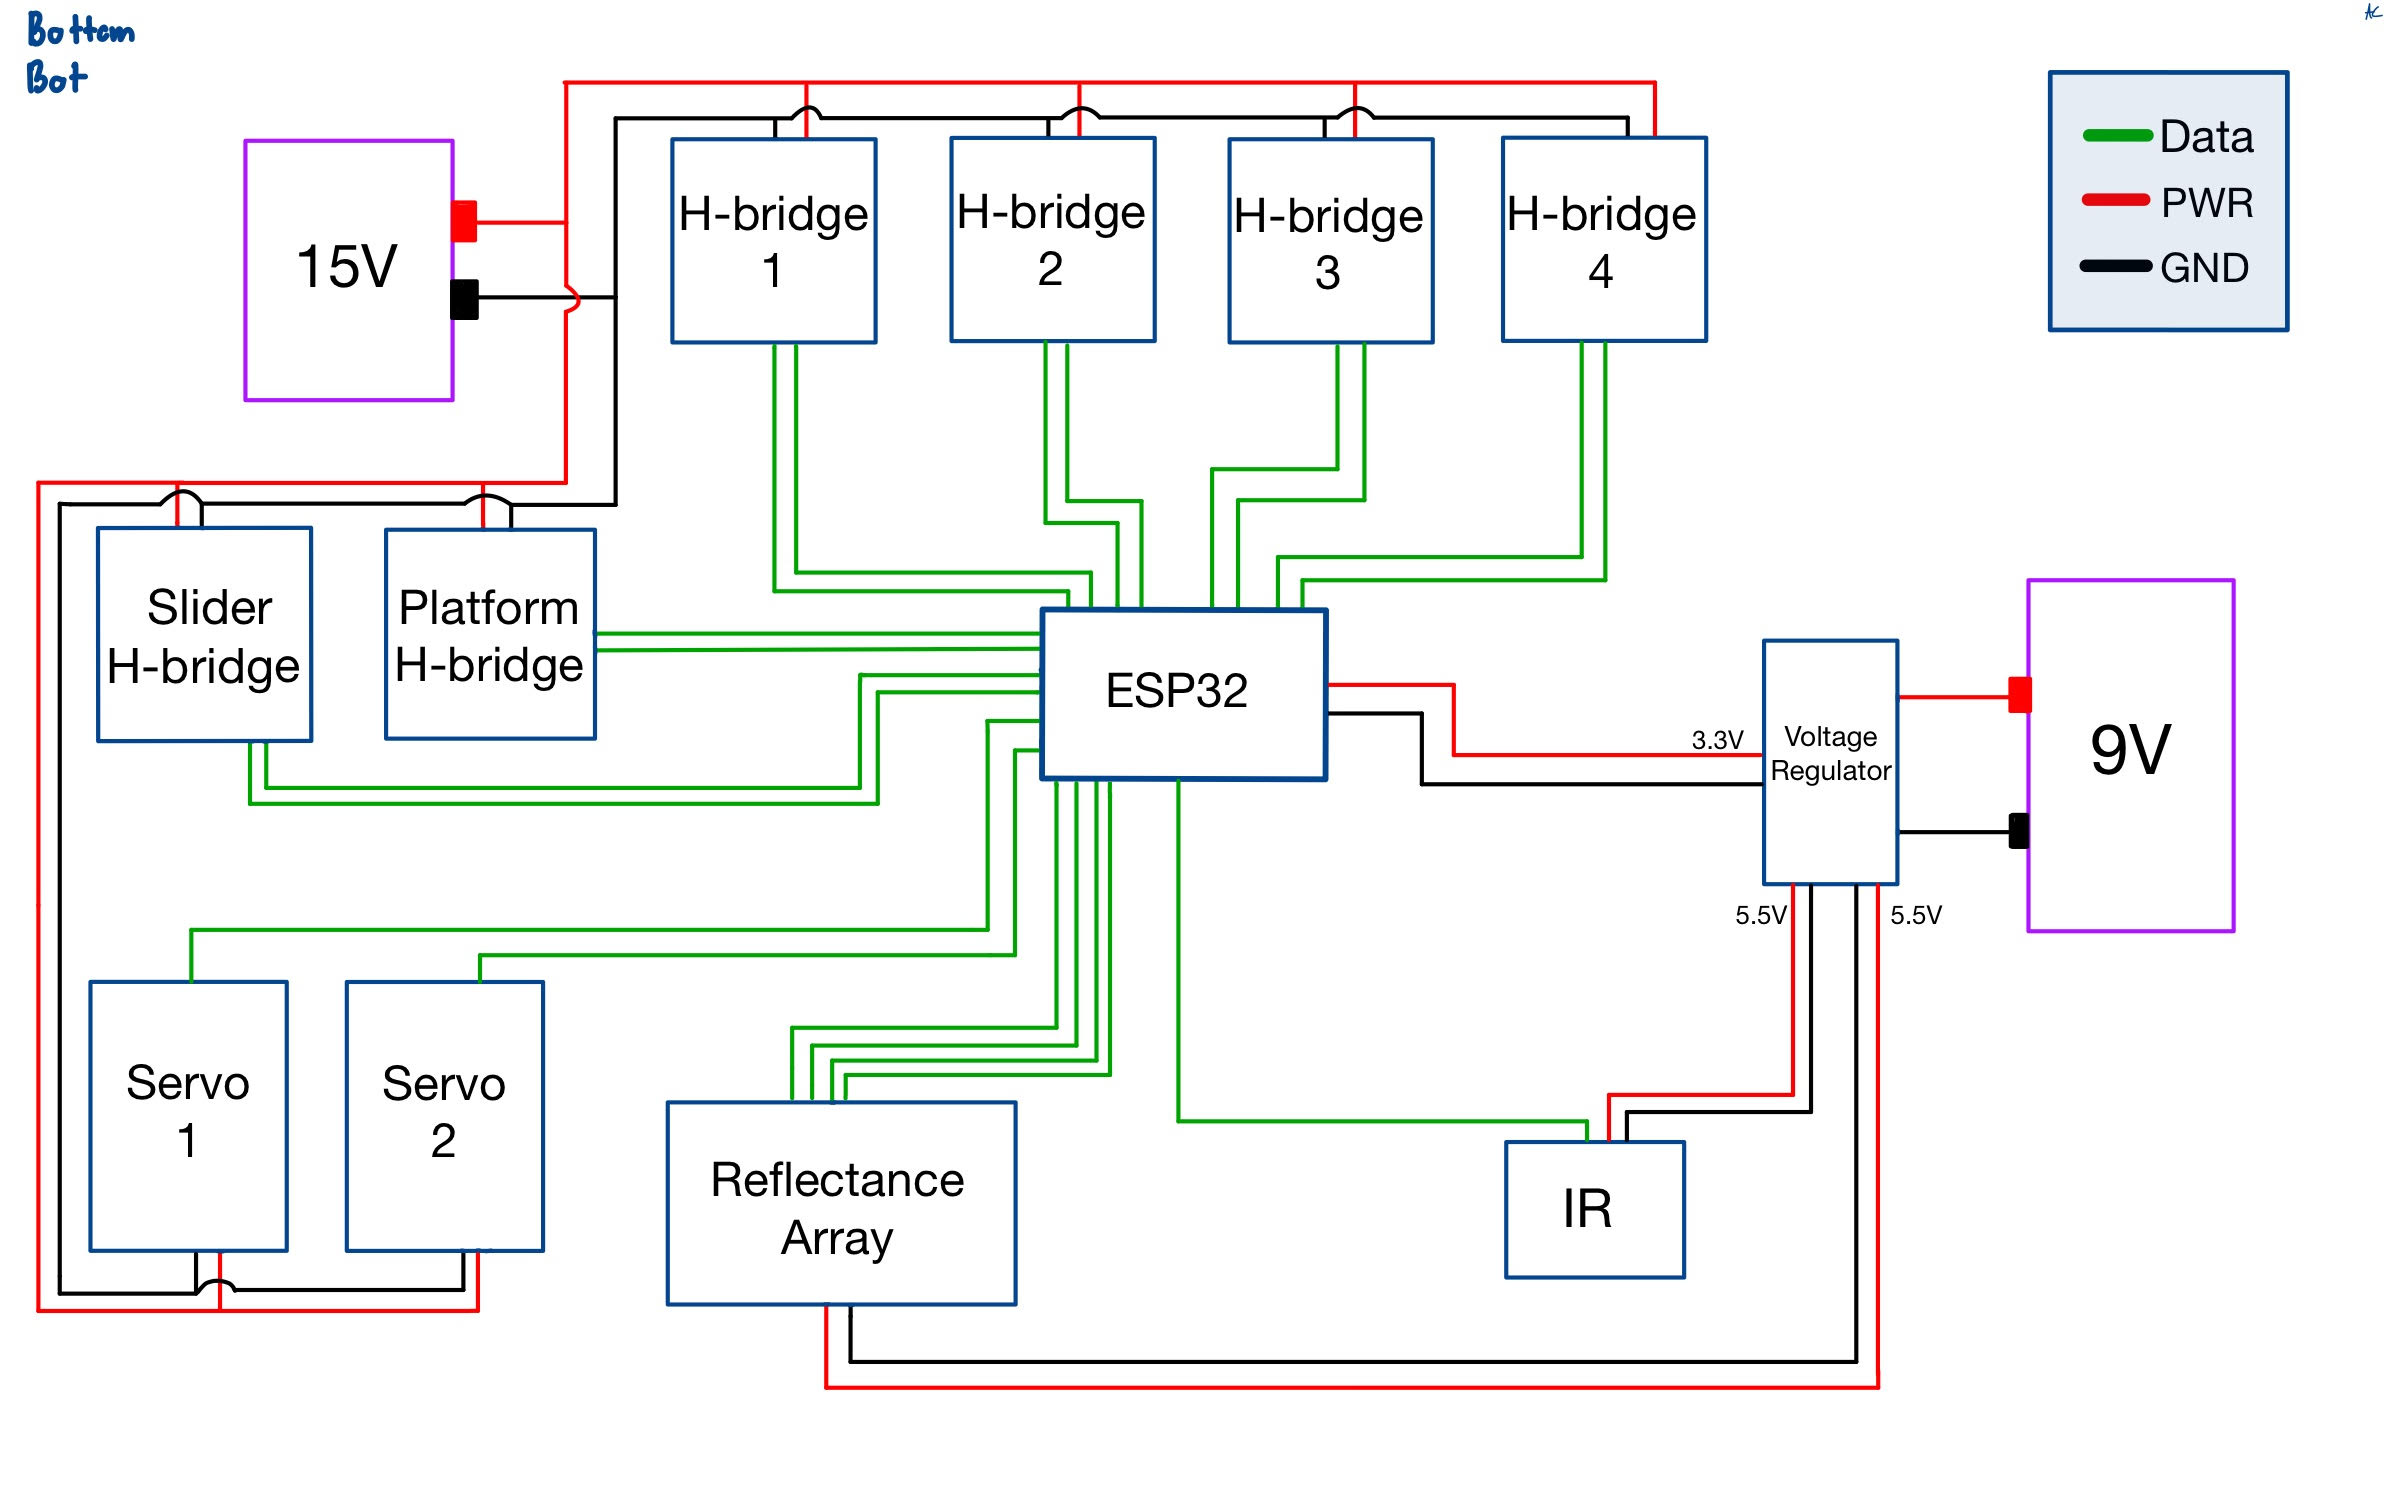 Bottom
Bot
AC
15V
H-bridge
1
H-bridge
2
H-bridge
3
H-bridge
4
Data
PWR
GND
Slider
H-bridge
Platform
H-bridge
ESP32
3.3V
Voltage
Regulator
9V
5.5V
5.5V
Servo
1
Servo
2
Reflectance
Array
IR